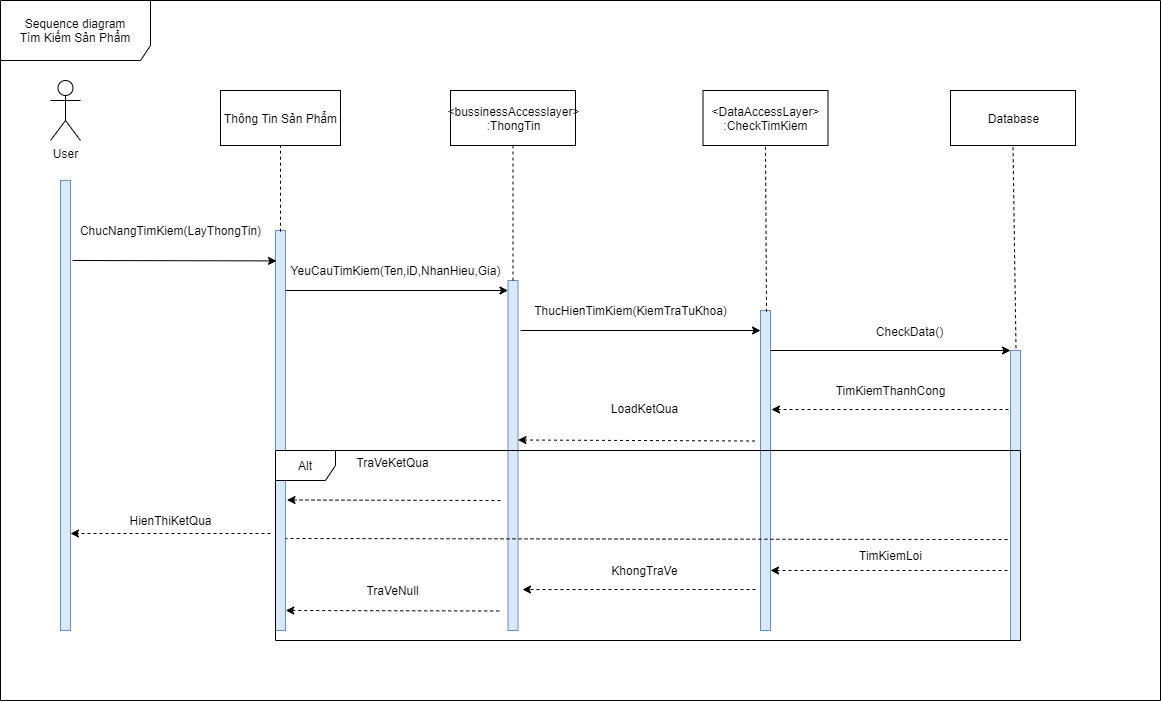 Sequence diagram
Tìm Kiếm Sản Phẩm
User
Thông Tin Sản Phẩm
<bussinessAccesslayer>
:ThongTin
<DataAccessLayer>
:CheckTimKiem
Database
ChucNangTimKiem(LayThongTin)
YeuCauTimKiem(Ten,iD,NhanHieu,Gia)
ThucHienTimKiem(KiemTraTuKhoa)
CheckData()
TimKiemThanhCong
LoadKetQua
Alt
TraVeKetQua
HienThiKetQua
TimKiemLoi
KhongTraVe
TraVeNull